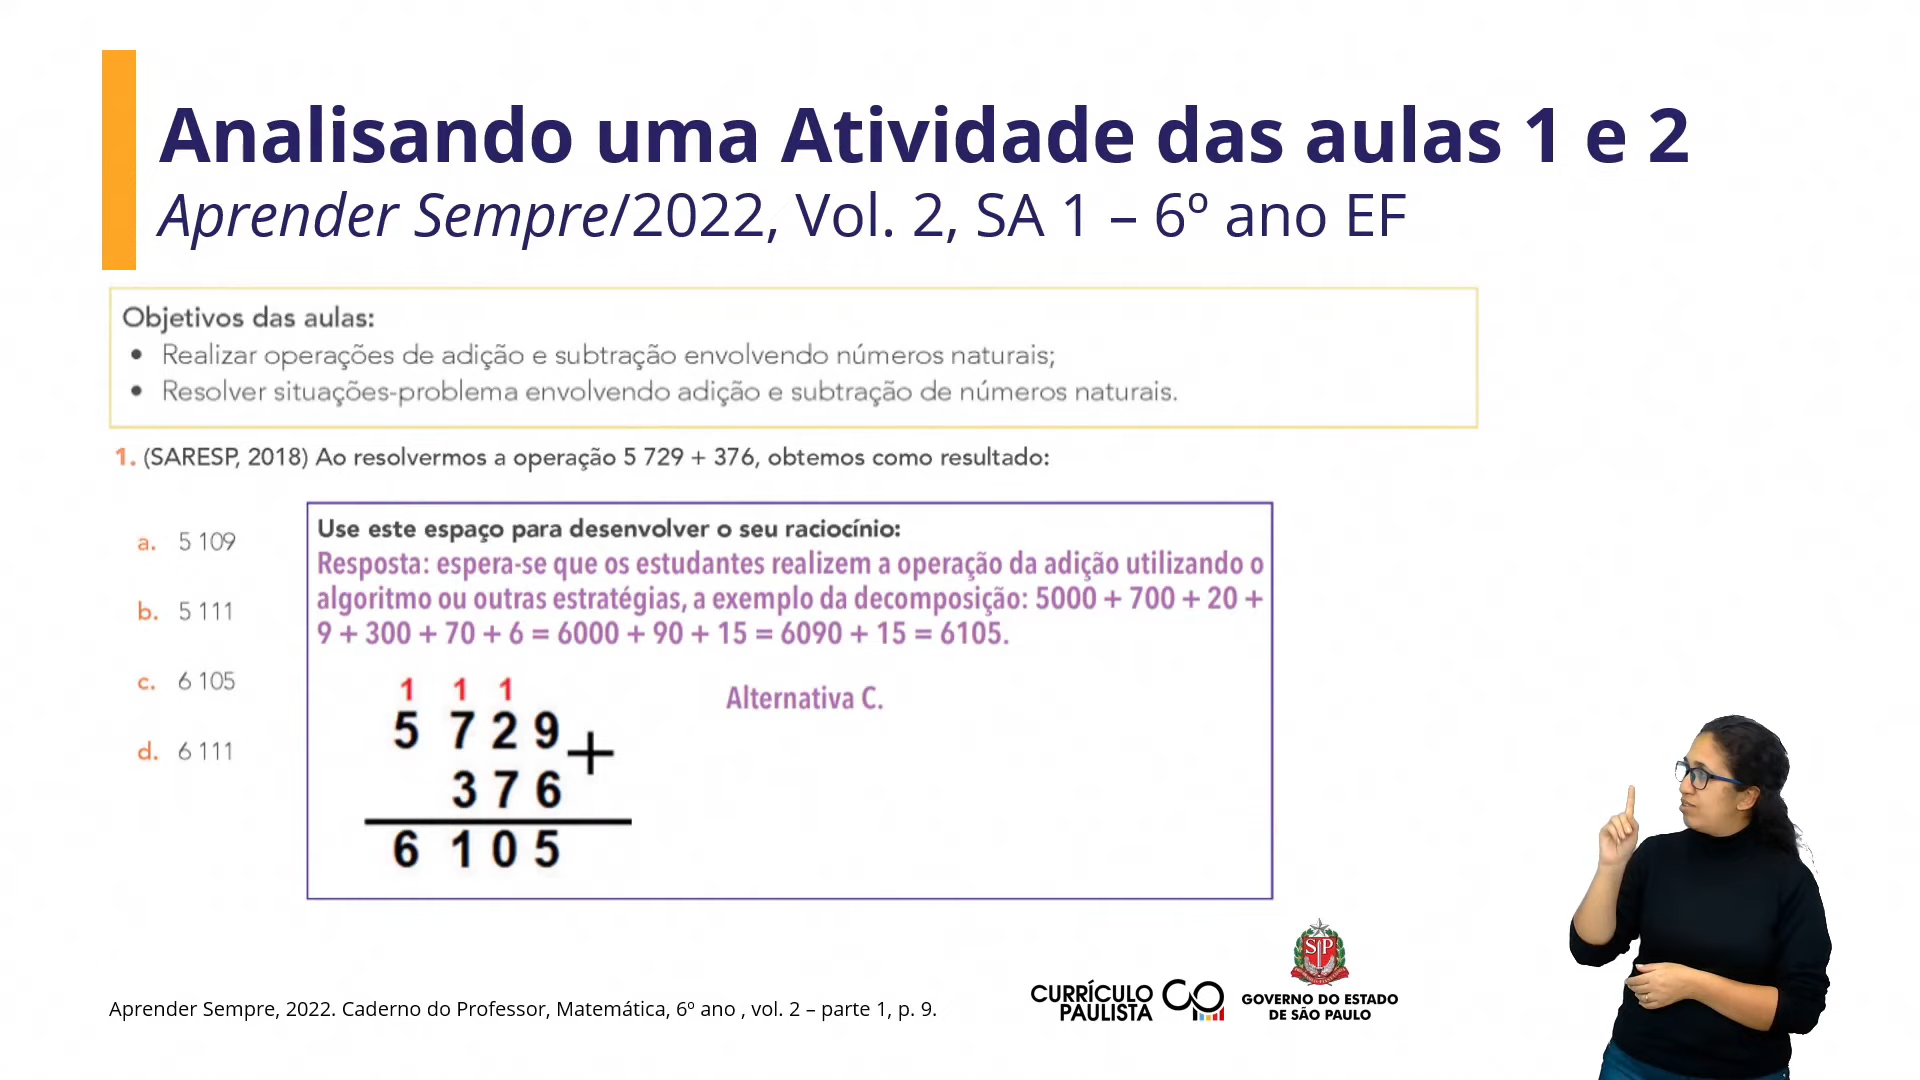 Analisando uma Atividade das aulas 1 e 2
Aprender Sempre/2022, Vol. 2, SA 1 – 6º ano EF
Objetivos das aulas:
• Realizar operações de adição e subtração envolvendo números naturais;
• Resolver situações-problema envolvendo adição e subtração de números naturais.
1. (SARESP, 2018) Ao resolvermos a operação 5 729 + 376, obtemos como resultado:
a. 5 109
b. 5 111
c. 6 105
d. 6 111
Use este espaço para desenvolver o seu raciocínio:
Resposta: espera-se que os estudantes realizem a operação da adição utilizando o
algoritmo ou outras estratégias, a exemplo da decomposição: 5000 + 700 + 20 +
9 + 300 + 70 + 6 = 6000 + 90 + 15 = 6090 + 15 = 6105.
1 1 1
5 7 2 9 +
3 7 6
6 1 0 5
Alternativa C.
Aprender Sempre, 2022. Caderno do Professor, Matemática, 6º ano , vol. 2 – parte 1, p. 9.
CURRÍCULO
PAULISTA
SP
GOVERNO DO ESTADO
DE SÃO PAULO